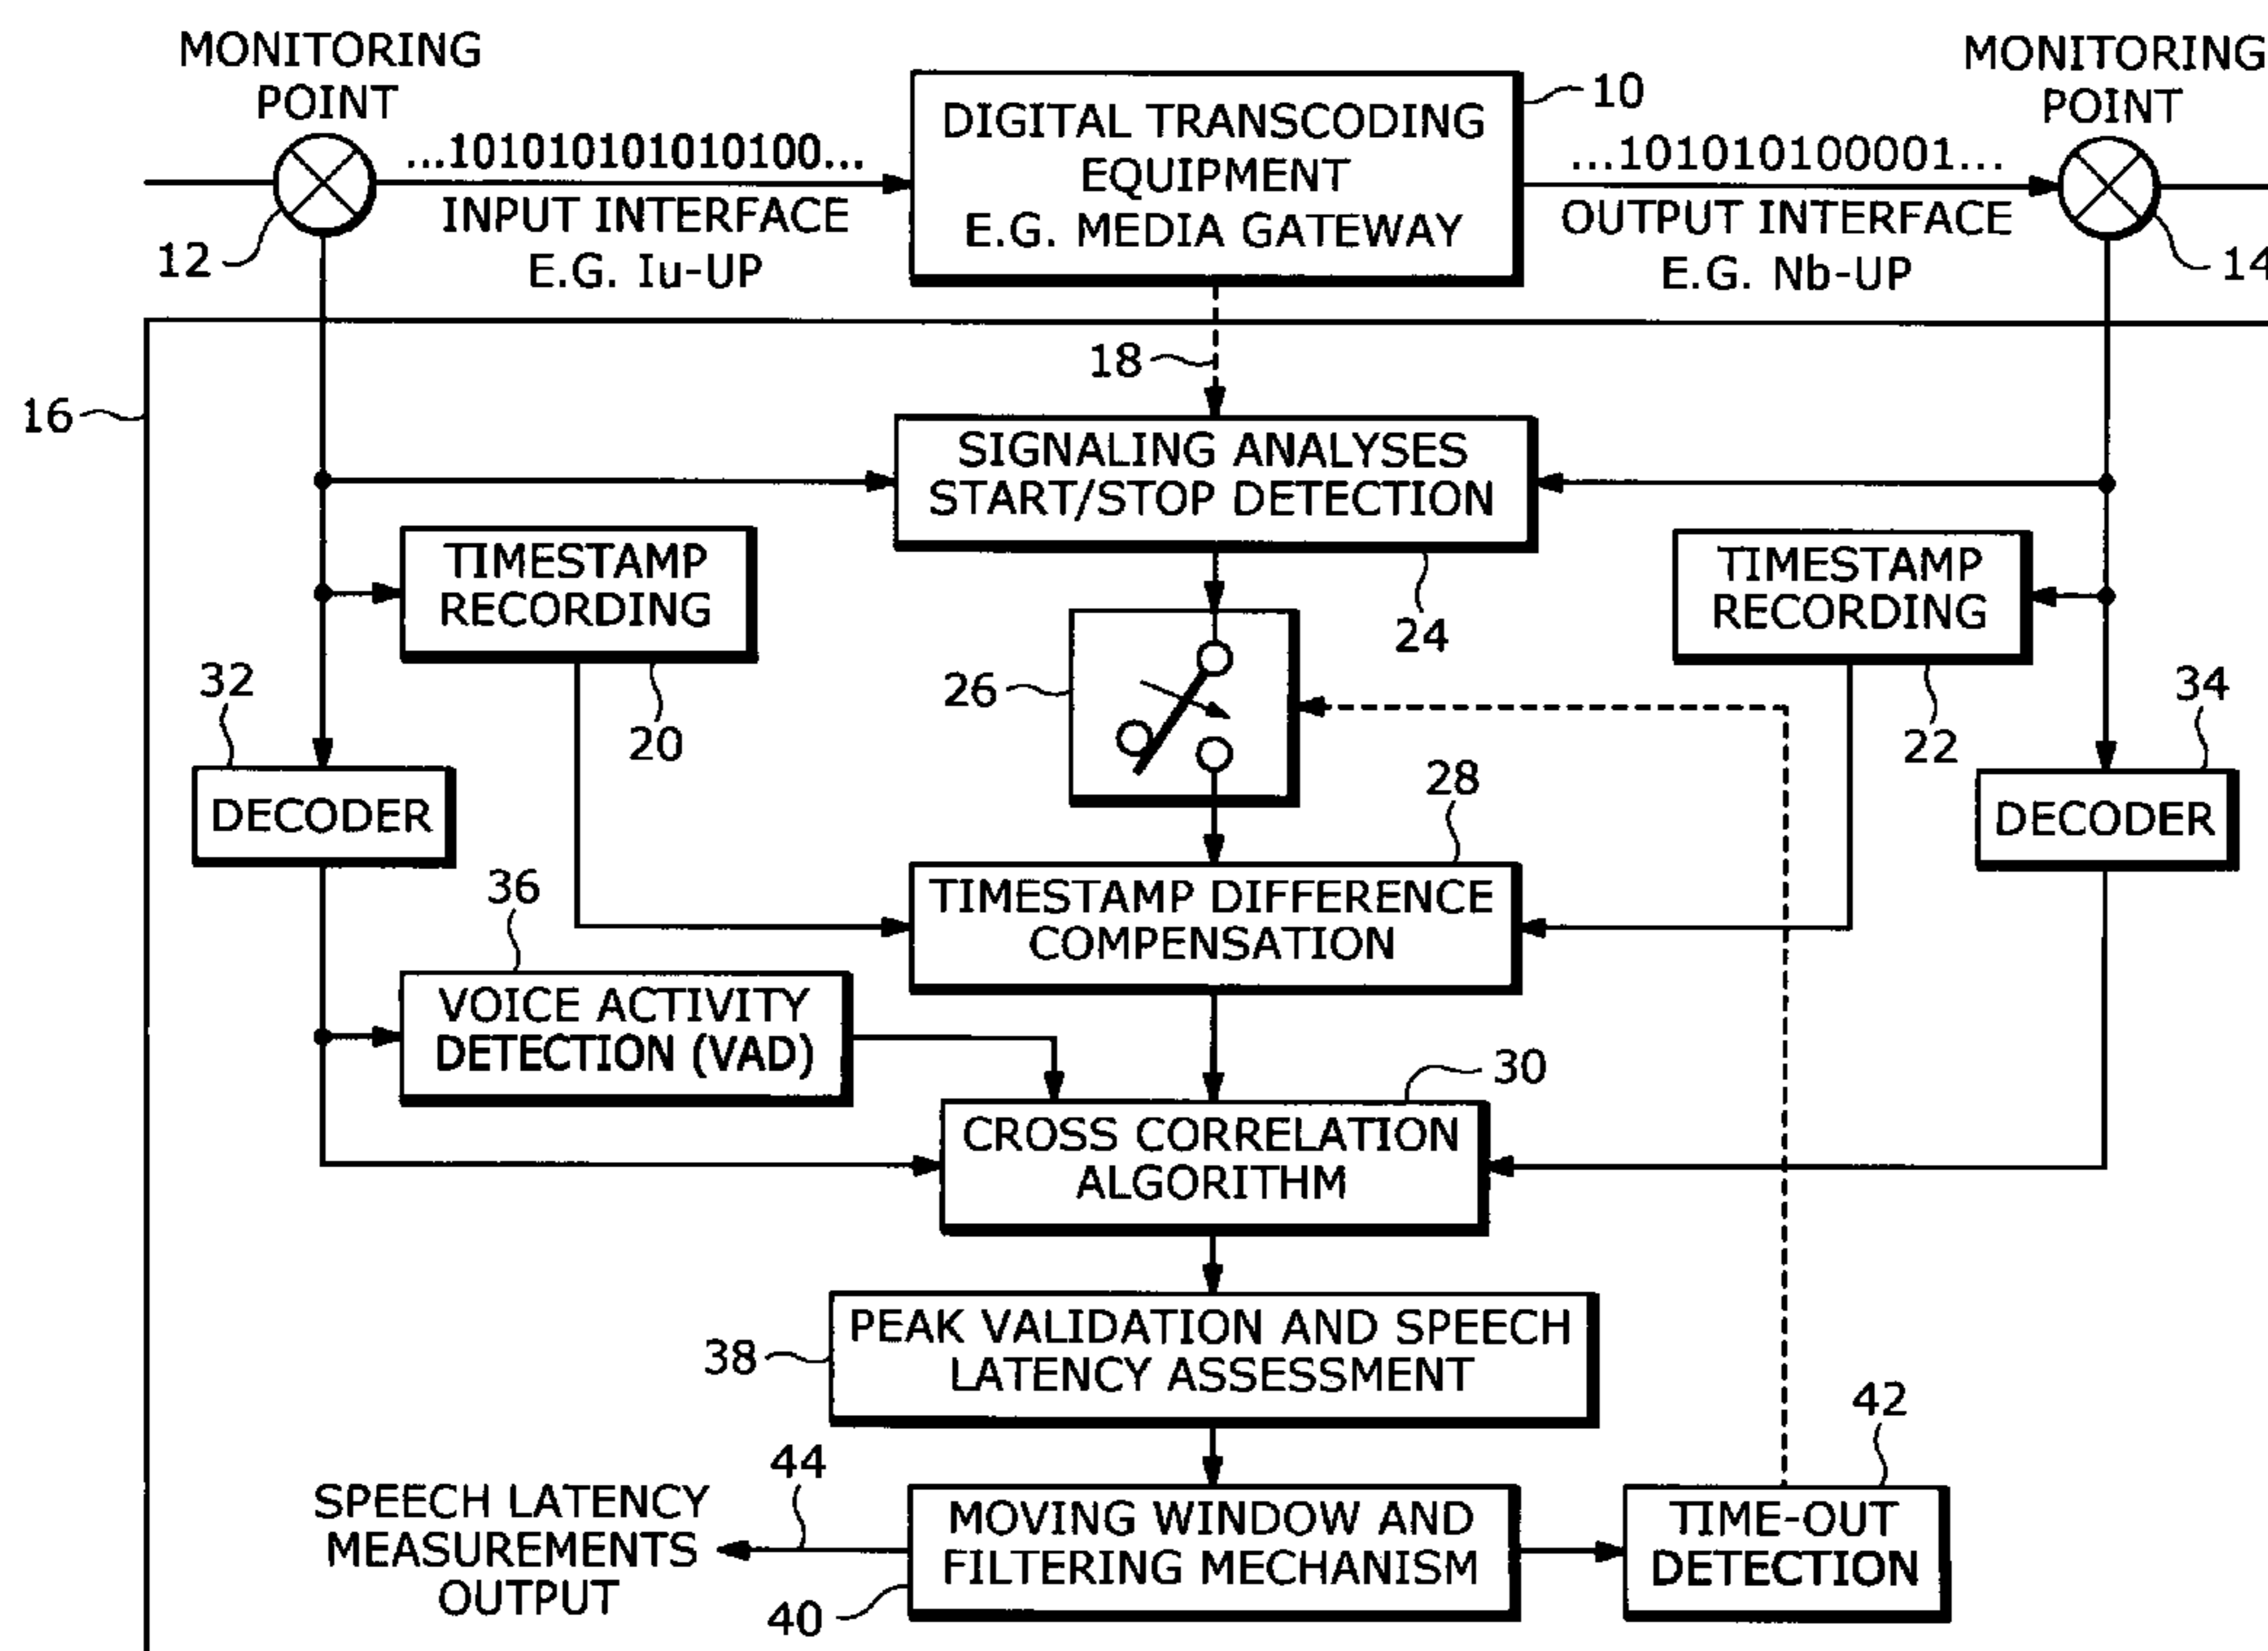 MONITORING
POINT
...101010101010100...
INPUT INTERFACE
E.G. Iu-UP
12
DIGITAL TRANSCODING
EQUIPMENT
E.G. MEDIA GATEWAY
10
...101010100001...
OUTPUT INTERFACE
E.G. Nb-UP
MONITORING
POINT
14
16
18
SIGNALING ANALYSES
START/STOP DETECTION
24
TIMESTAMP
RECORDING
20
TIMESTAMP
RECORDING
22
26
32
DECODER
34
DECODER
28
TIMESTAMP DIFFERENCE
COMPENSATION
36
VOICE ACTIVITY
DETECTION (VAD)
30
CROSS CORRELATION
ALGORITHM
38
PEAK VALIDATION AND SPEECH
LATENCY ASSESSMENT
42
44
SPEECH LATENCY
MEASUREMENTS
OUTPUT
MOVING WINDOW AND
FILTERING MECHANISM
40
TIME-OUT
DETECTION